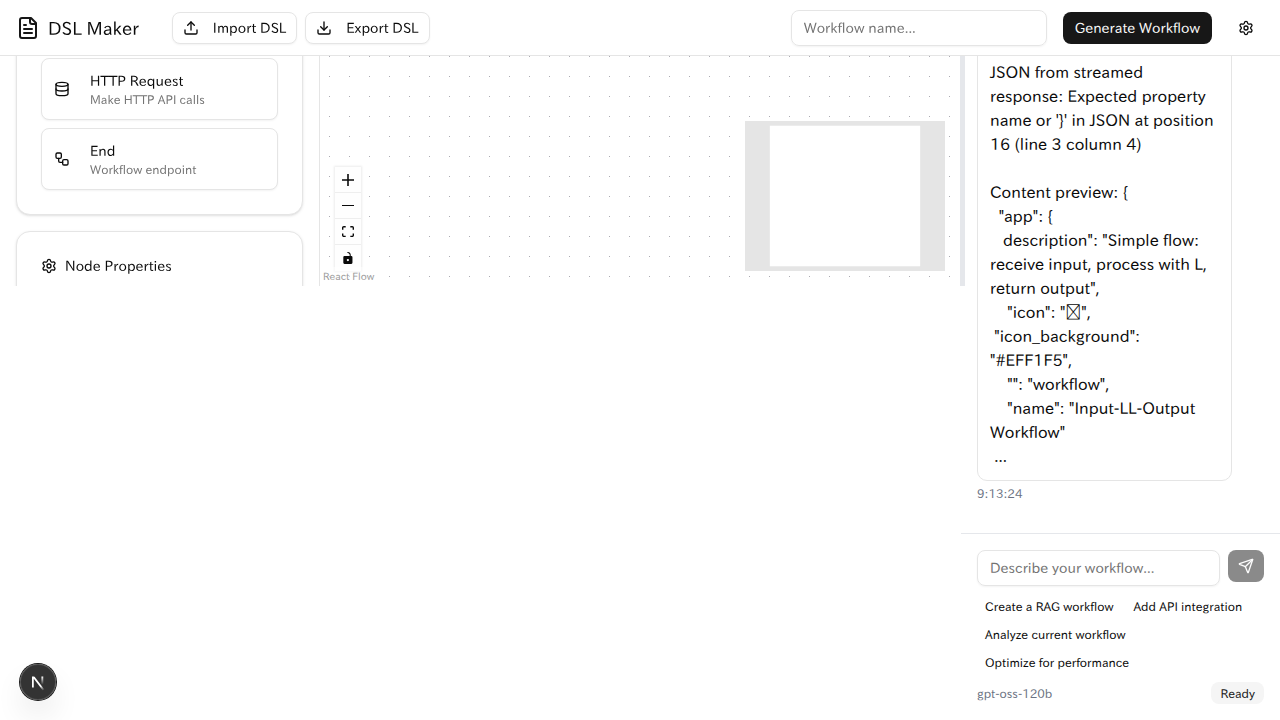 DSL Maker
Import DSL
Export DSL
Workflow name...
Generate Workflow
HTTP Request
Make HTTP API calls
End
Workflow endpoint
Node Properties
React Flow
JSON from streamed
response: Expected property
name or '}' in JSON at position
16 (line 3 column 4)
Content preview: {
"app": {
description": "Simple flow:
receive input, process with L,
return output",
"icon": "",
"icon_background":
"#EFF1F5",
"": "workflow",
"name": "Input-LL-Output
Workflow"
...
9:13:24
Describe your workflow...
Create a RAG workflow
Add API integration
Analyze current workflow
Optimize for performance
gpt-oss-120b
Ready
N